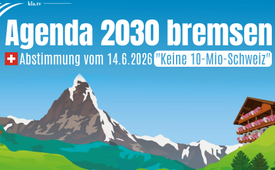 kla.tv
Agenda 2030 bremsen
Abstimmung vom 14.6.2026 "Keine 10-Mio-Schweiz"